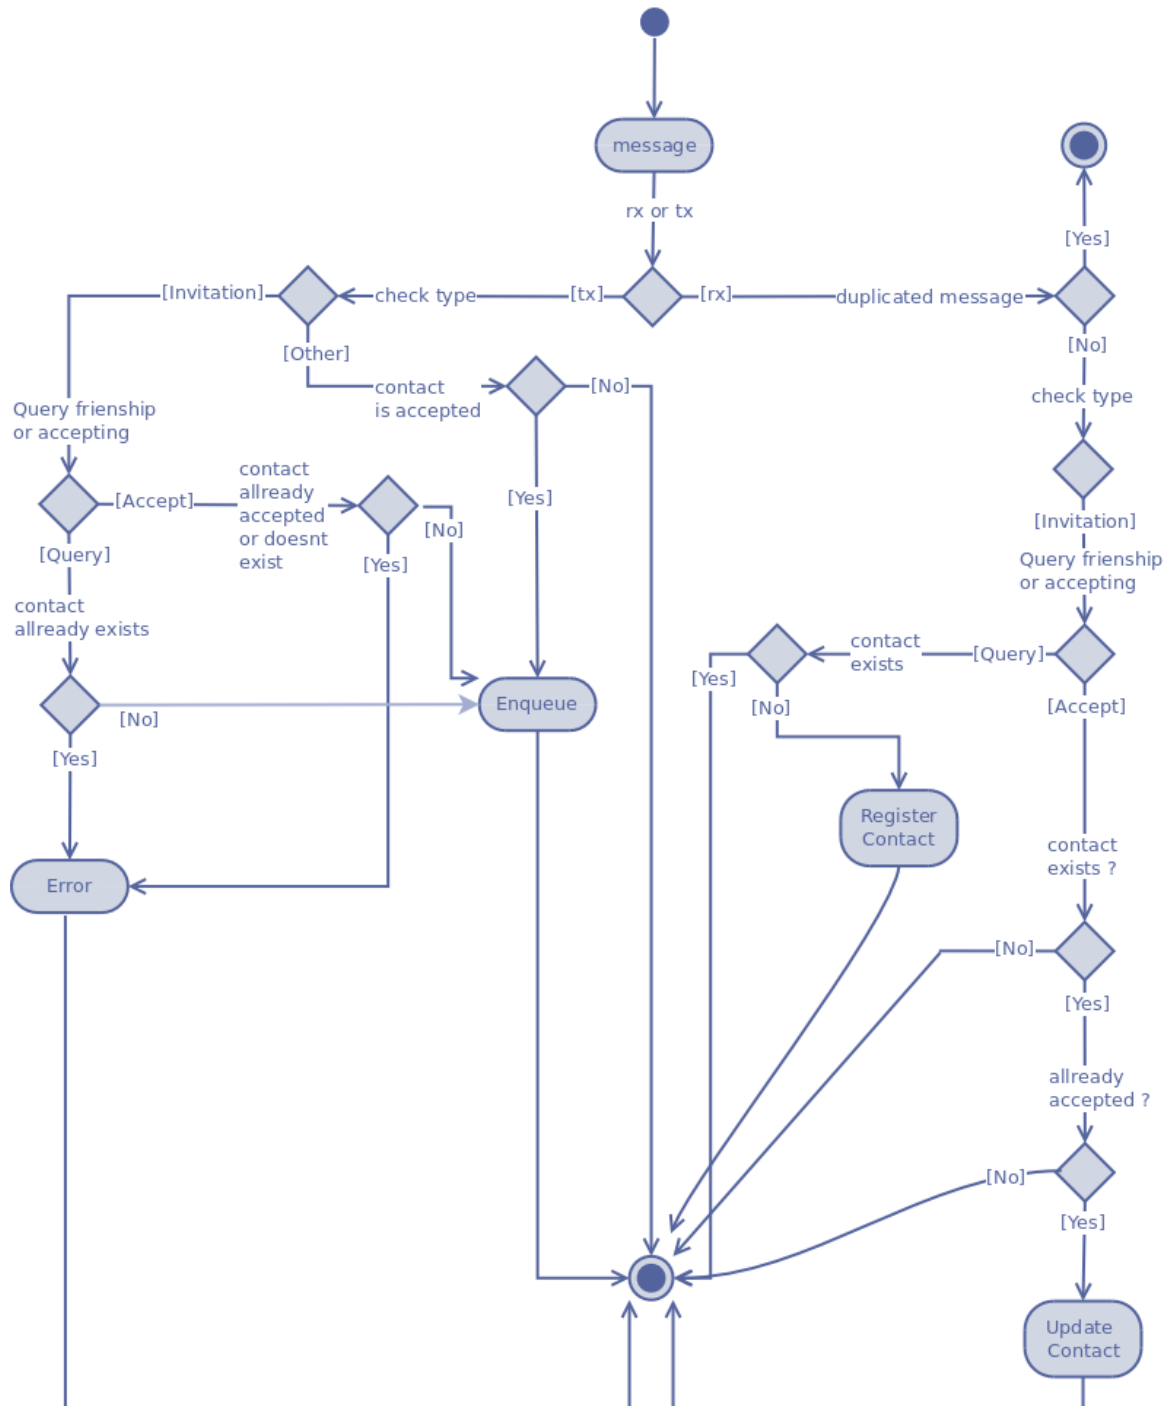 message
rx or tx
[Yes]
[Invitation]
check type
[tx]
[rx]
duplicated message
[Other]
[No]
contact
is accepted
[No]
check type
Query frienship
or accepting
contact
allready
accepted
or doesnt
exist
[Accept]
[Yes]
[No]
[Invitation]
[Query]
[Yes]
Query frienship
or accepting
contact
allready exists
contact
exists
[Query]
[Yes]
[No]
[Accept]
Enqueue
[No]
[Yes]
Register
Contact
contact
exists ?
Error
[No]
[Yes]
allready
accepted ?
[No]
[Yes]
Update
Contact